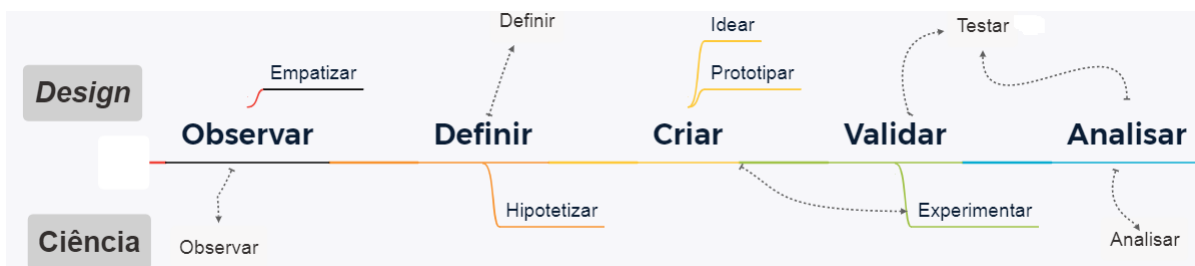 Definir
Idear
Testar
Empatizar
Prototipar
Design
Observar
Definir
Criar
Validar
Analisar
Hipotetizar
Experimentar
Ciência
Observar
Analisar